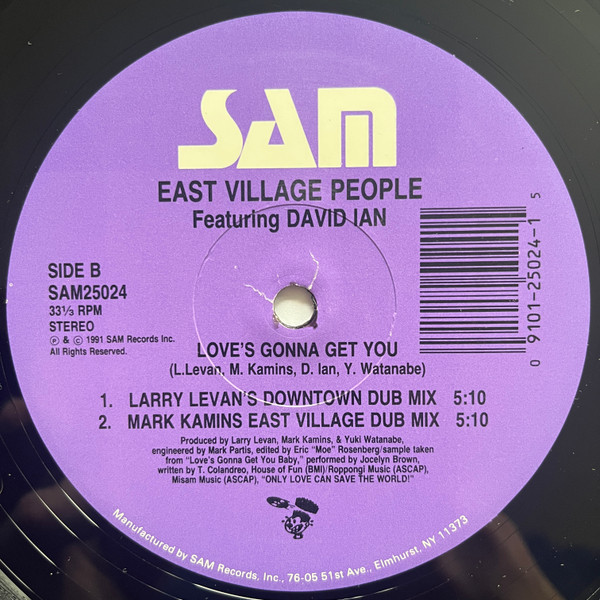 SAM
EAST VILLAGE PEOPLE
Featuring DAVID IAN
SIDE B
SAM25024
33⅓ RPM
STEREO
℗ & © 1991 SAM Records Inc.
All Rights Reserved.
0 9101-25024-1 5
LOVE'S GONNA GET YOU
(L.Levan, M. Kamins, D. Ian, Y. Watanabe)
1. LARRY LEVAN'S DOWNTOWN DUB MIX 5:10
2. MARK KAMINS EAST VILLAGE DUB MIX 5:10
Produced by Larry Levan, Mark Kamins, & Yuki Watanabe,
engineered by Mark Partis, edited by Eric "Moe" Rosenberg/sample taken
from "Love's Gonna Get You Baby," performed by Jocelyn Brown,
written by T. Colandreo, House of Fun (BMI)/Roppongi Music (ASCAP),
Misam Music (ASCAP), "ONLY LOVE CAN SAVE THE WORLD!"
Manufactured by SAM Records, Inc., 76-05 51st Ave., Elmhurst, NY 11373